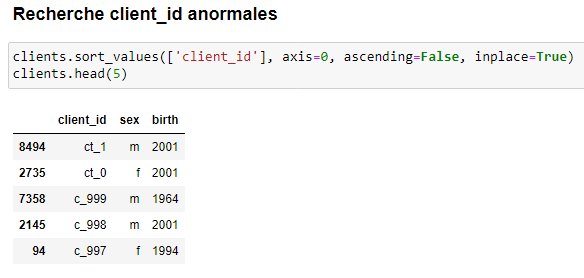 Recherche client_id anormales
clients.sort_values(['client_id'], axis=0, ascending=False, inplace=True)
clients.head(5)
client_id sex birth
8494 ct_1 m 2001
2735 ct_0 f 2001
7358 c_999 m 1964
2145 c_998 m 2001
94 c_997 f 1994